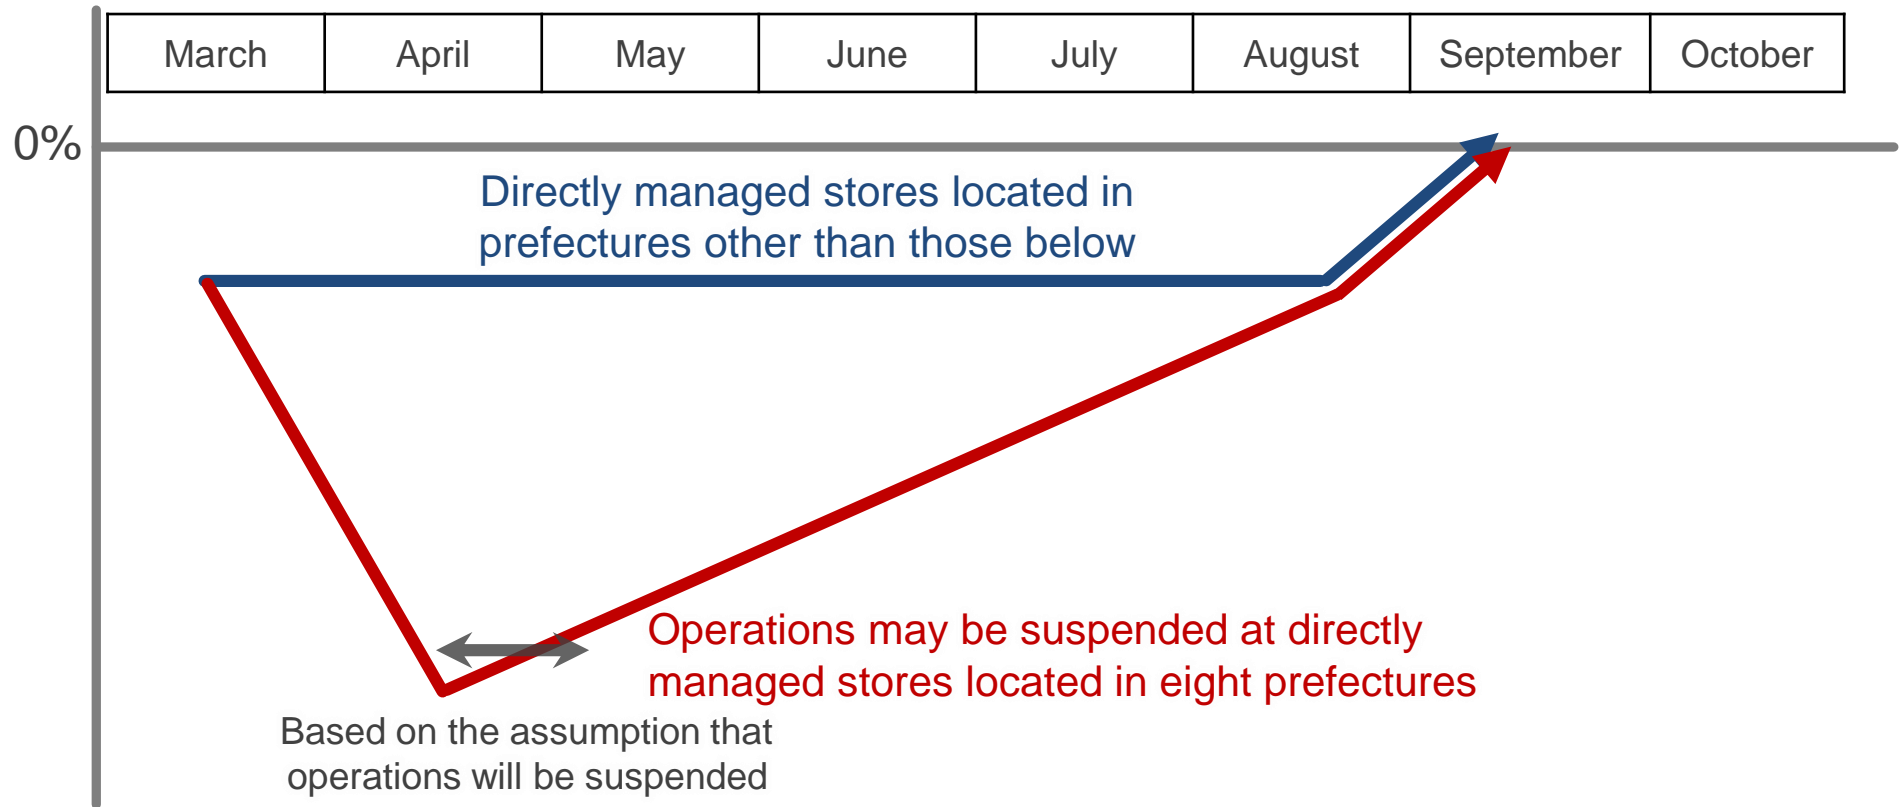 March April May June July August September October
0%
Directly managed stores located in
prefectures other than those below
Operations may be suspended at directly
managed stores located in eight prefectures
Based on the assumption that
operations will be suspended